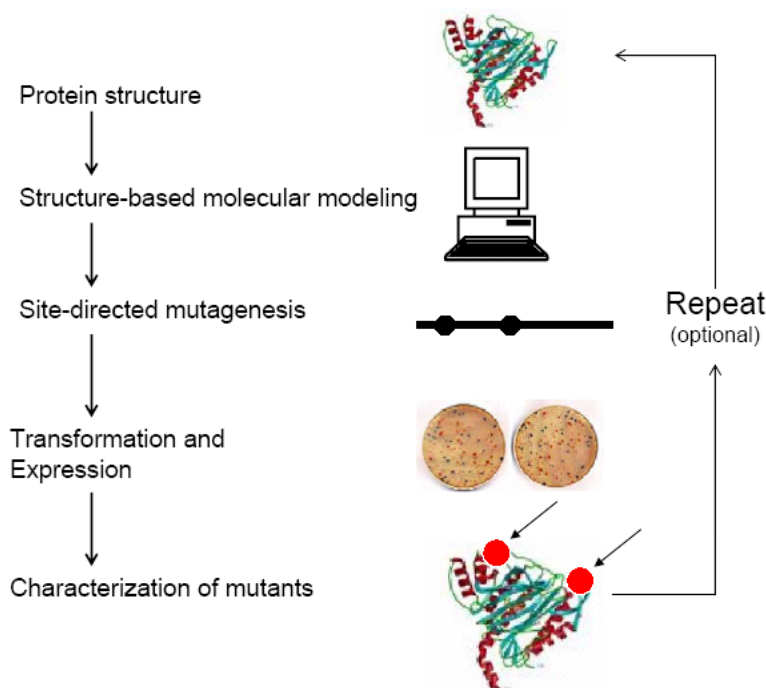 Protein structure
Structure-based molecular modeling
Site-directed mutagenesis
Repeat
(optional)
Transformation and
Expression
Characterization of mutants